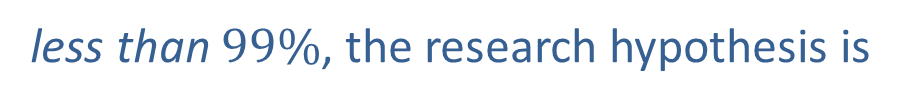 less than 99%, the research hypothesis is